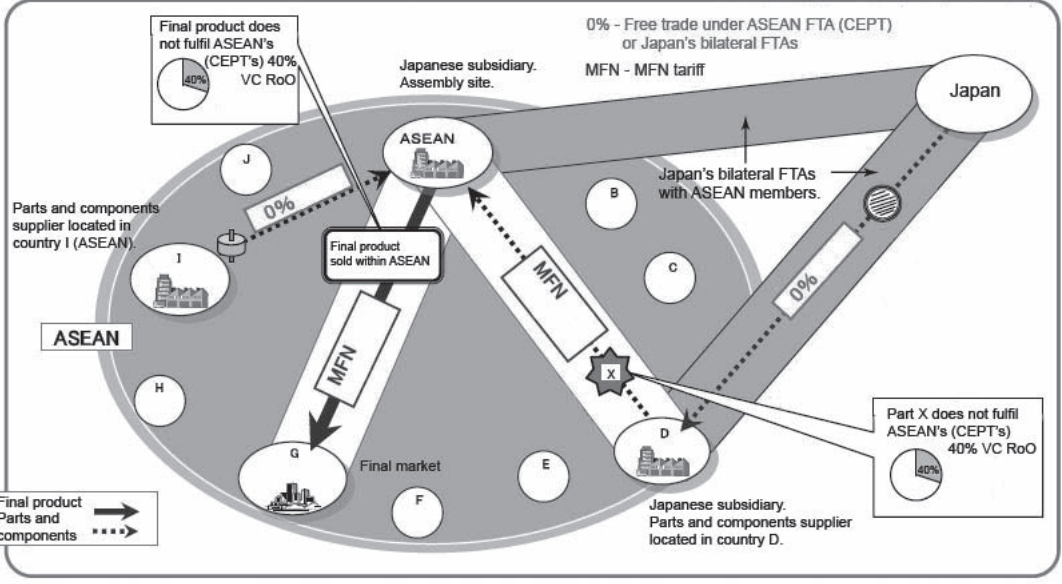 Final product does
not fulfil ASEAN's
(CEPT's) 40%
VC RoO
40%
0% - Free trade under ASEAN FTA (CEPT)
or Japan's bilateral FTAs
MFN - MFN tariff
Japanese subsidiary.
Assembly site.
Japan
ASEAN
J
B
Japan's bilateral FTAs
with ASEAN members.
0%
Parts and components
supplier located in
country I (ASEAN).
I
Final product
sold within ASEAN
MFN
C
0%
ASEAN
MFN
X
H
Part X does not fulfil
ASEAN's (CEPT's)
40% VC RoO
40%
D
G
Final market
E
F
Japanese subsidiary.
Parts and components supplier
located in country D.
Final product
Parts and
components